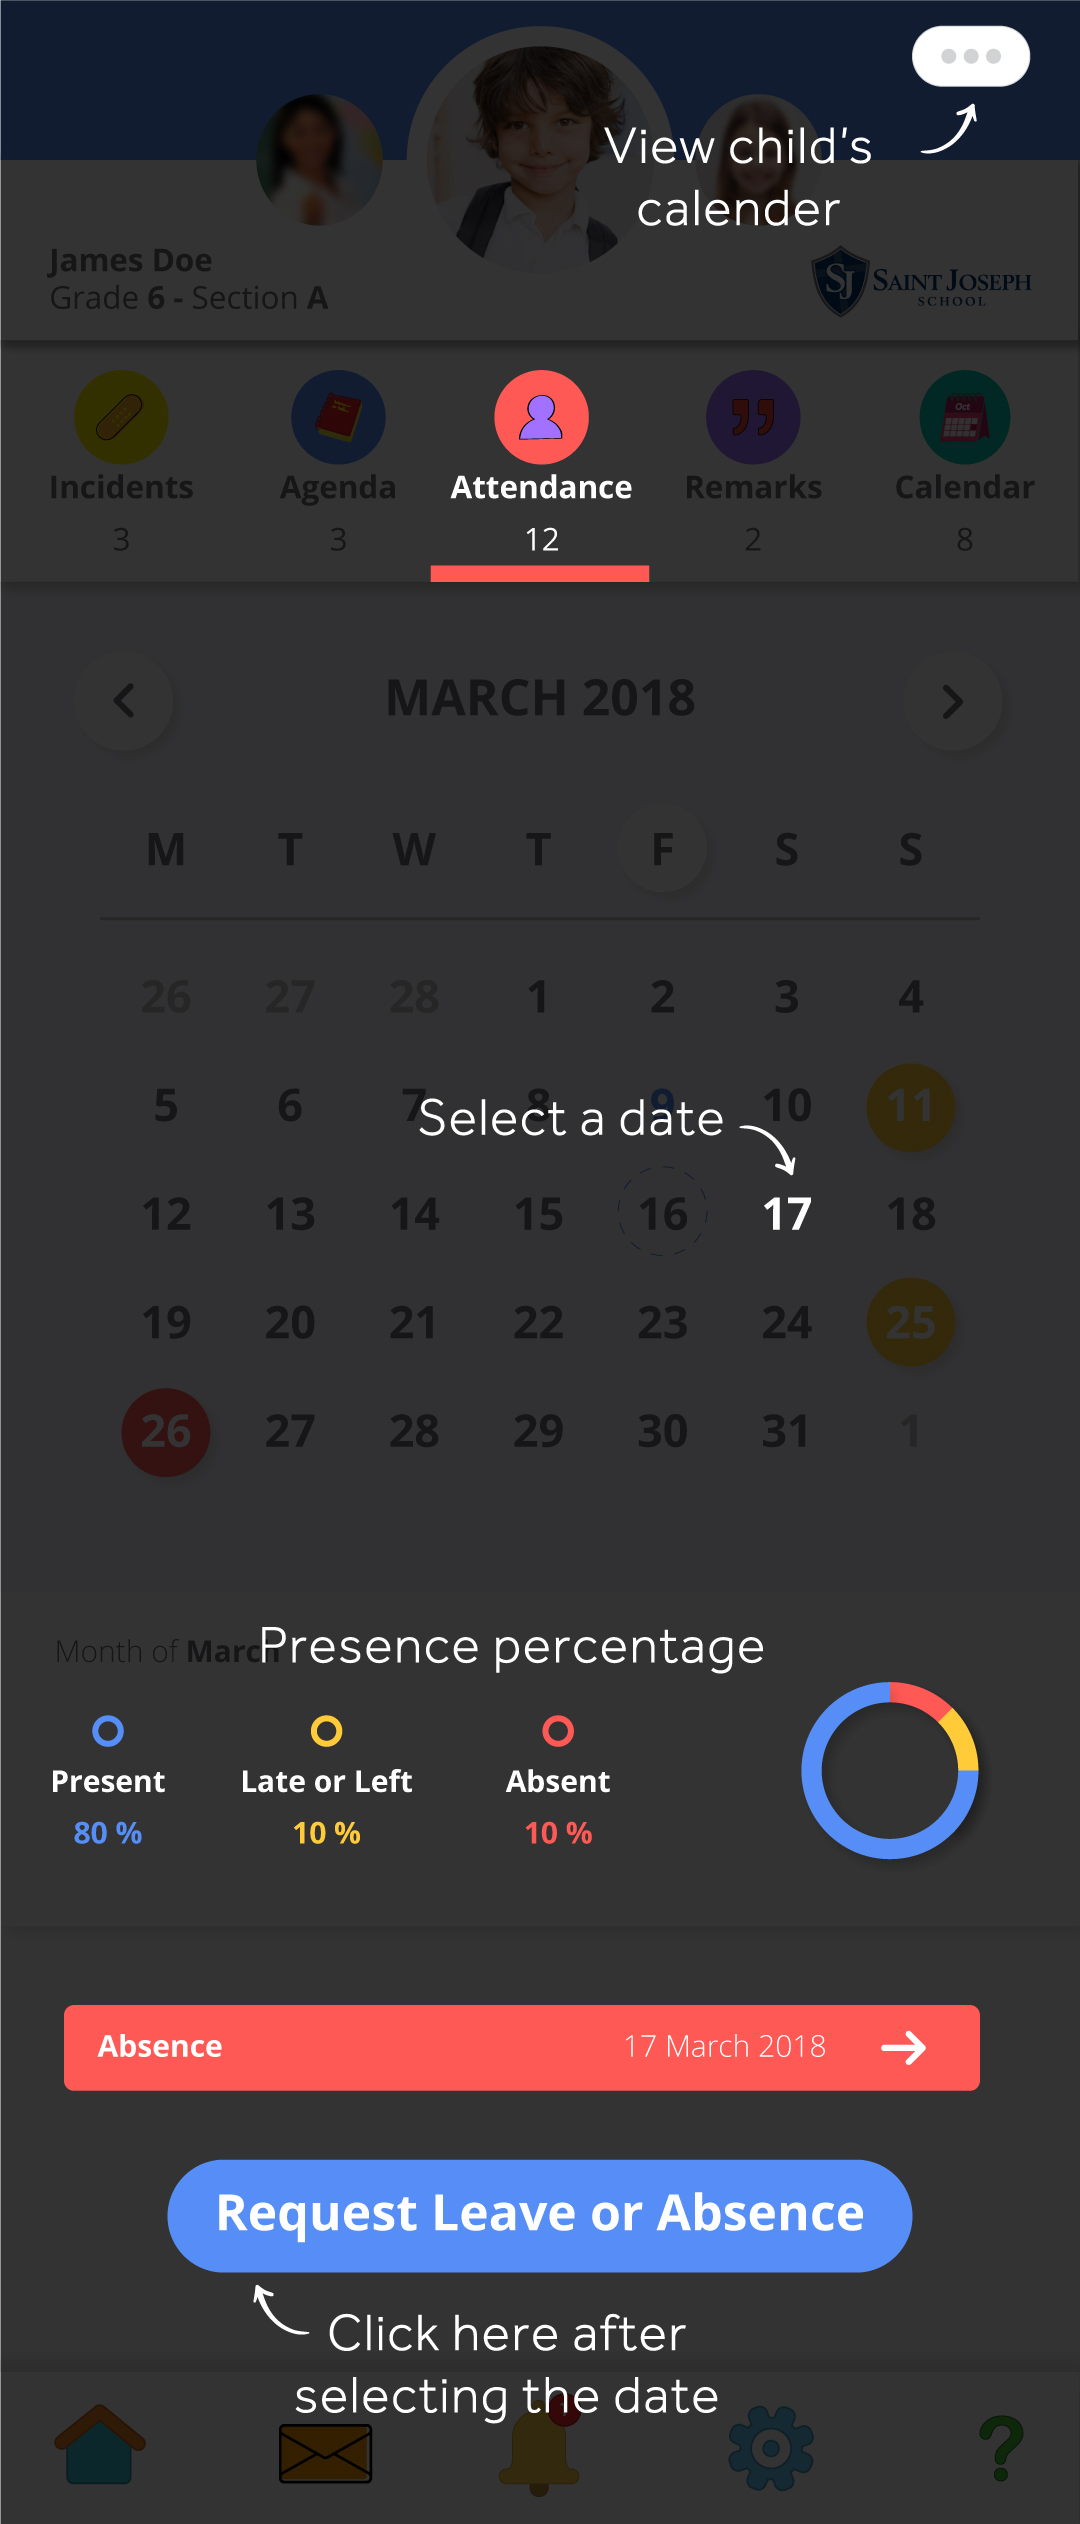 View child's
calender
James Doe
Grade 6 - Section A
SJ SAINT JOSEPH
SCHOOL
Incidents Agenda Attendance Remarks Calendar
3 3 12 2 8
Oct
MARCH 2018
M T W T F S S
26 27 28 1 2 3 4
5 6 7 8 9 10 11
Select a date
12 13 14 15 16 17 18
19 20 21 22 23 24 25
26 27 28 29 30 31 1
Month of March
Presence percentage
Present Late or Left Absent
80 % 10 % 10 %
Absence 17 March 2018
Request Leave or Absence
Click here after
selecting the date